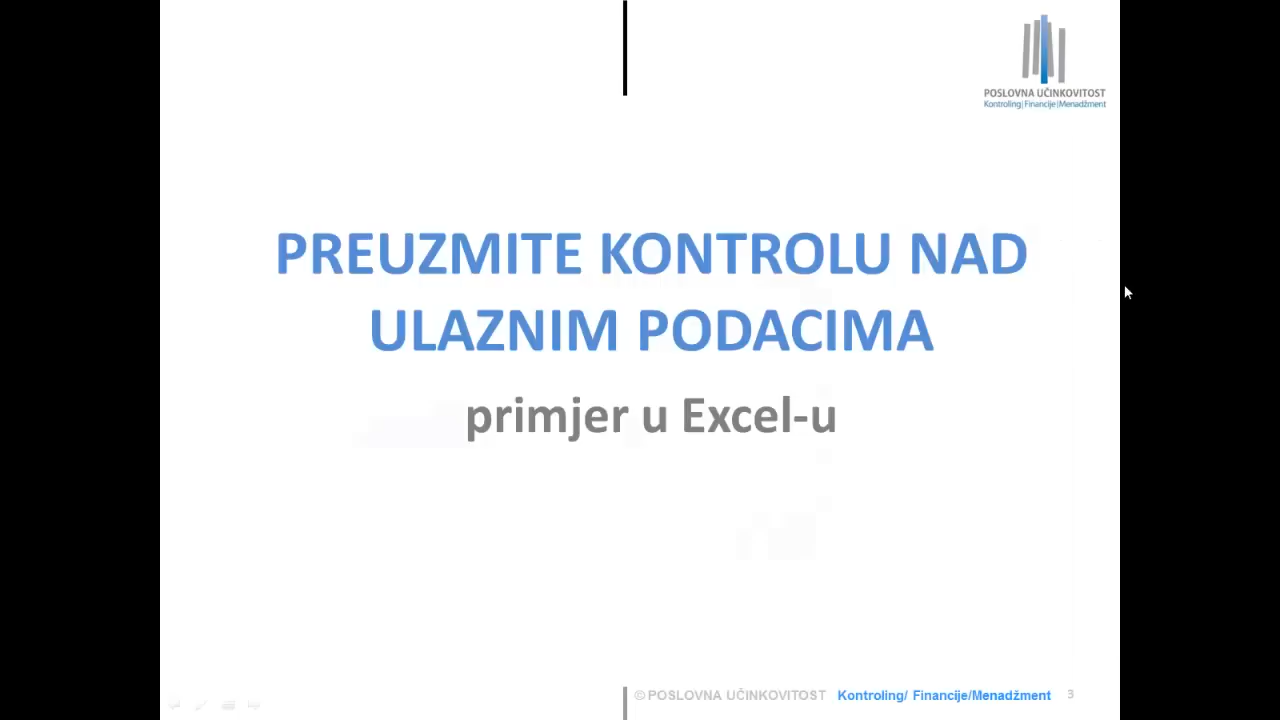 POSLOVNA UČINKOVITOST
Kontroling|Financije|Menadžment
PREUZMITE KONTROLU NAD
ULAZNIM PODACIMA
primjer u Excel-u
© POSLOVNA UČINKOVITOST Kontroling/ Financije/Menadžment 3